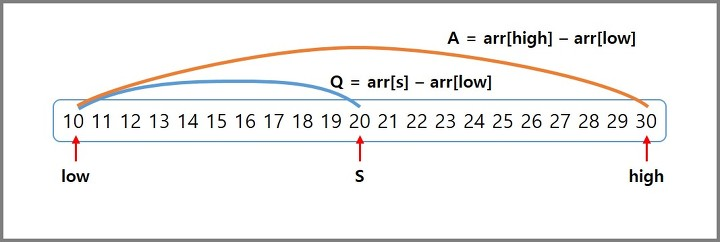 A = arr[high] − arr[low]
Q = arr[s] − arr[low]
10 11 12 13 14 15 16 17 18 19 20 21 22 23 24 25 26 27 28 29 30
low S high